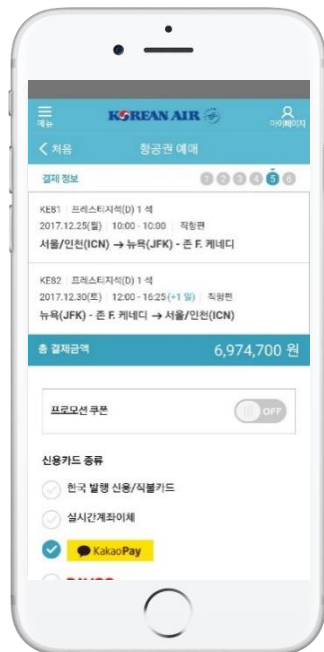 메뉴
KOREAN AIR
마이페이지
처음
항공권 예매
결제 정보
1 2 3 4 5 6
KE81 프레스티지석(D) 1 석
2017.12.25(월) 10:00 - 10:00 직항편
서울/인천(ICN) → 뉴욕(JFK) - 존 F. 케네디
KE82 프레스티지석(D) 1 석
2017.12.30(토) 12:00 - 16:25 (+1 일) 직항편
뉴욕(JFK) - 존 F. 케네디 → 서울/인천(ICN)
총 결제금액
6,974,700 원
프로모션 쿠폰
OFF
신용카드 종류
한국 발행 신용/직불카드
실시간계좌이체
KakaoPay